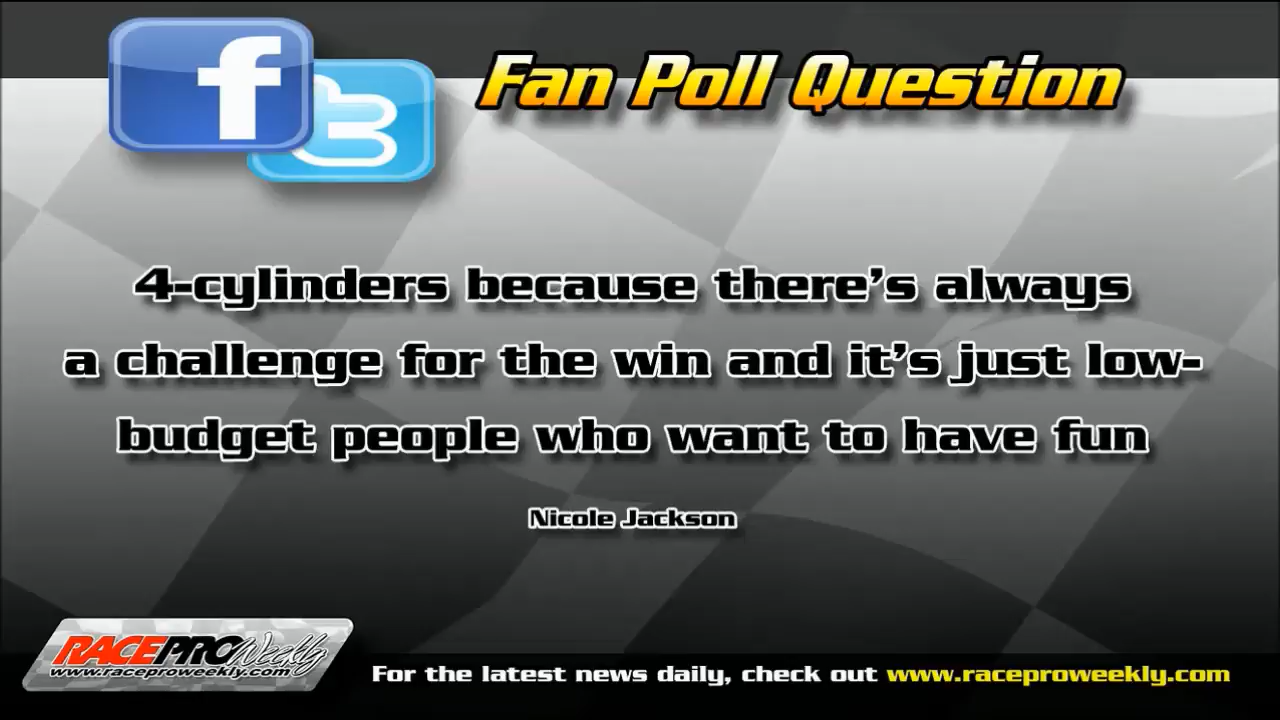 f
t
Fan Poll Question
4-cylinders because there's always
a challenge for the win and it's just low-
budget people who want to have fun
Nicole Jackson
RACEPROWeekly
www.raceproweekly.com
For the latest news daily, check out www.raceproweekly.com